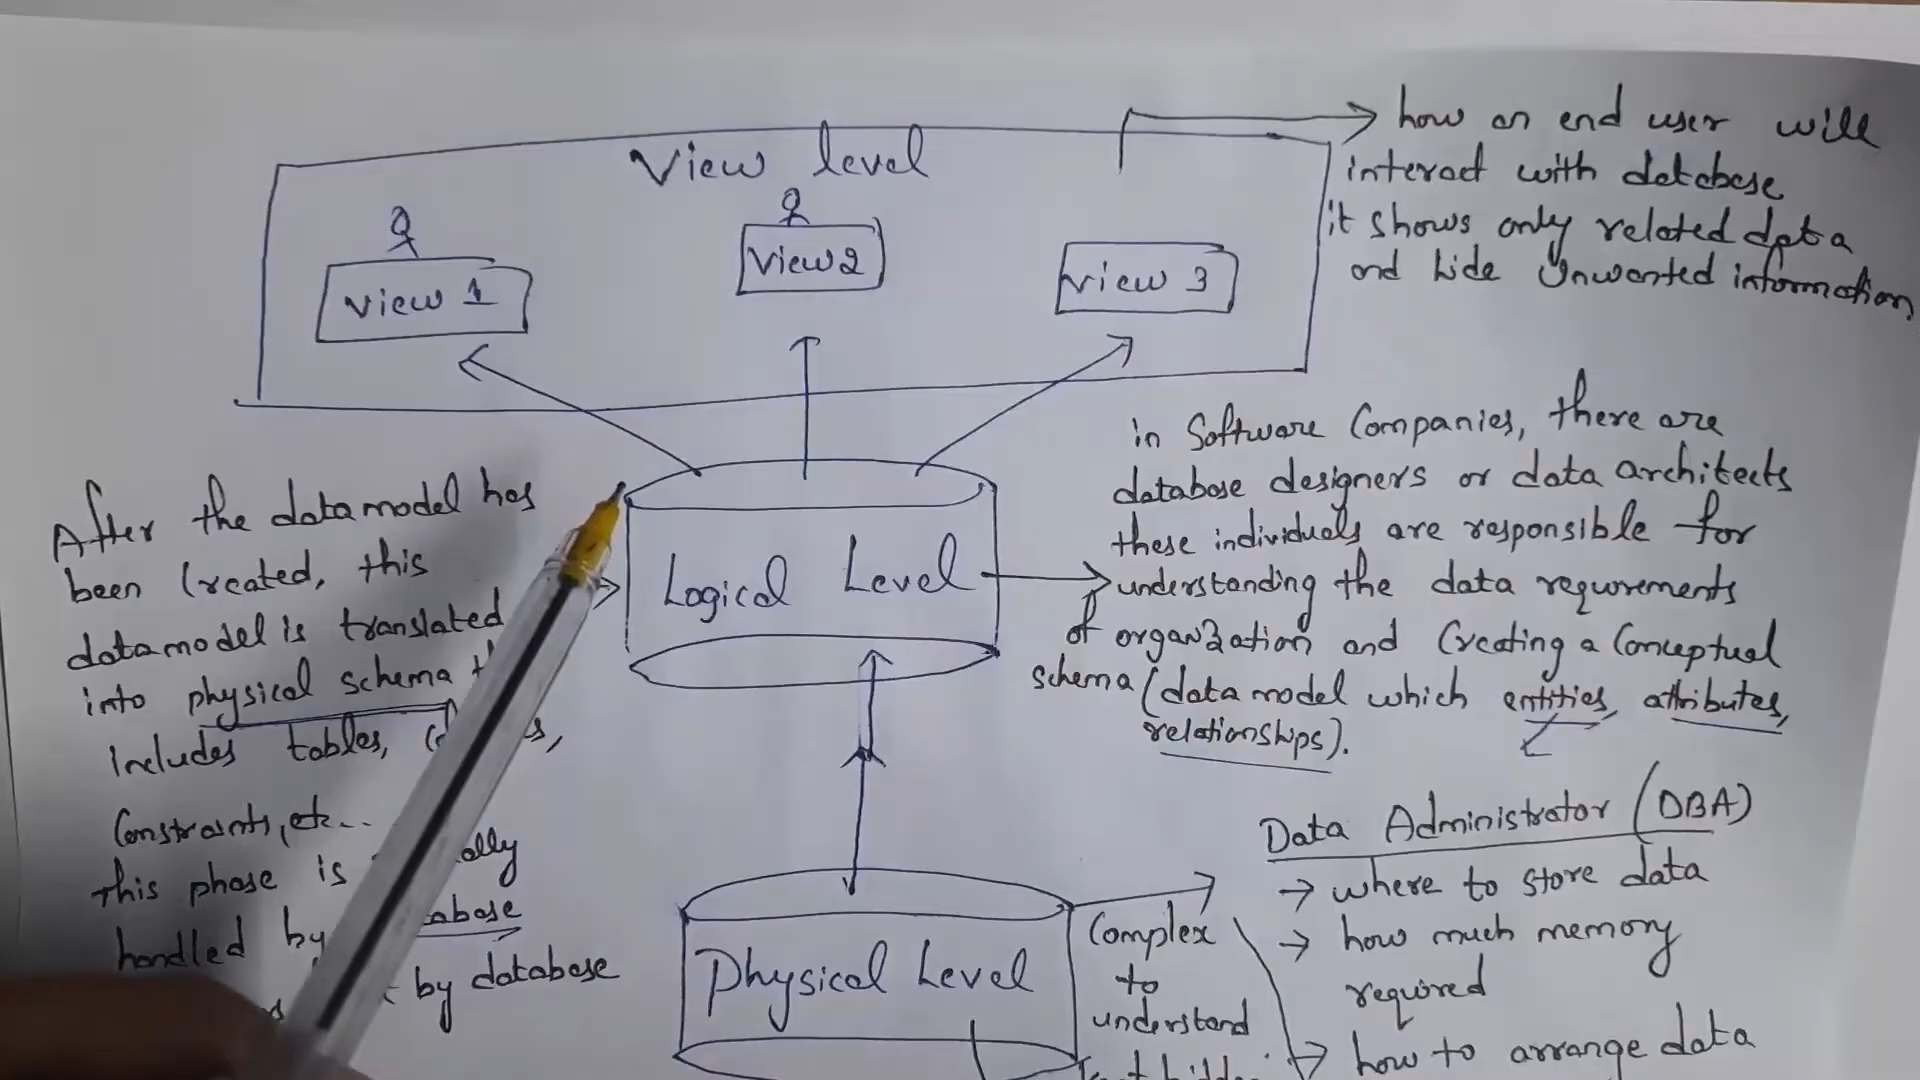 View level
View 1
View 2
View 3
how an end user will
interact with database
it shows only related data
and hide Unwanted information
After the datamodel has
been Created, this
datamodel is translated
into physical schema
includes tables,
Constraints, etc..
This phase is
handled by
by database
Logical Level
in Software Companies, there are
database designers or data architects
these individuals are responsible for
understanding the data requrements
of organization and Creating a Conceptual
schema (data model which entities, attributes,
relationships).
Physical Level
Complex
to
understand
Data Administrator (DBA)
→ where to store data
→ how much memory
required
→ how to arrange data